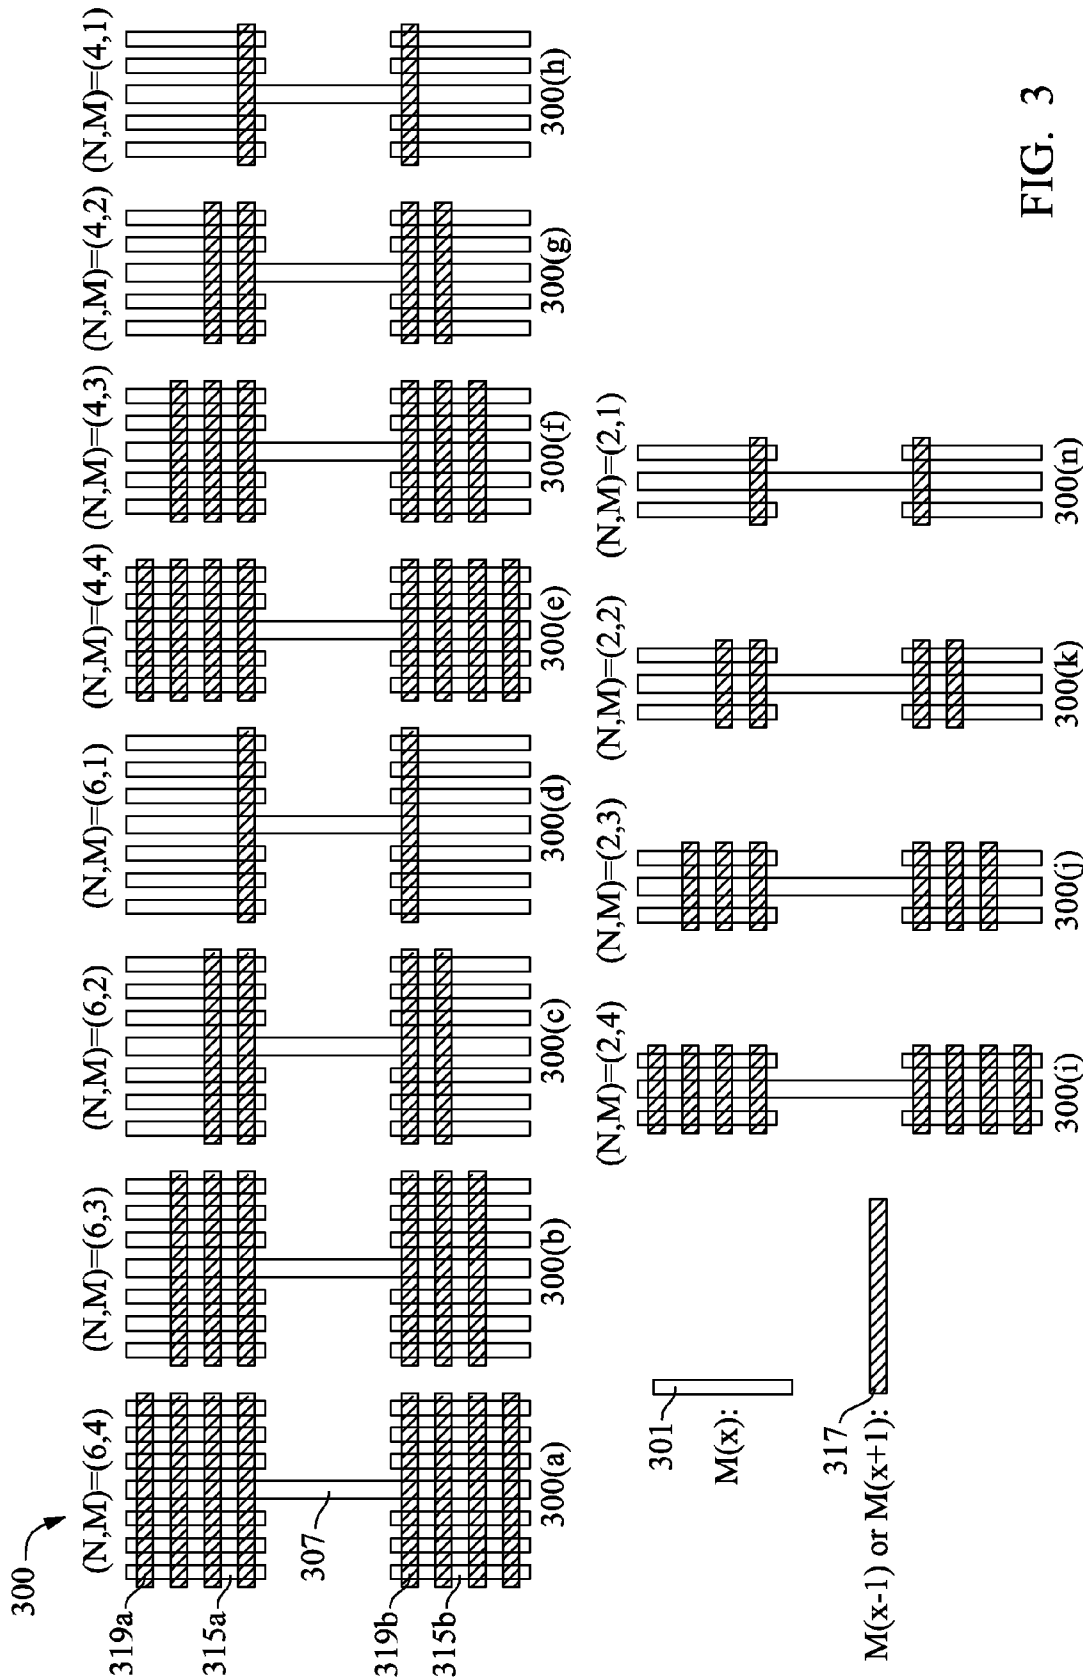 300
(N,M)=(6,4)
(N,M)=(6,3)
(N,M)=(6,2)
(N,M)=(6,1)
(N,M)=(4,4)
(N,M)=(4,3)
(N,M)=(4,2)
(N,M)=(4,1)
319a
315a
307
319b
315b
300(a)
300(b)
300(c)
300(d)
300(e)
300(f)
300(g)
300(h)
(N,M)=(2,4)
(N,M)=(2,3)
(N,M)=(2,2)
(N,M)=(2,1)
300(i)
300(j)
300(k)
300(n)
301
M(x):
317
M(x-1) or M(x+1):
FIG. 3